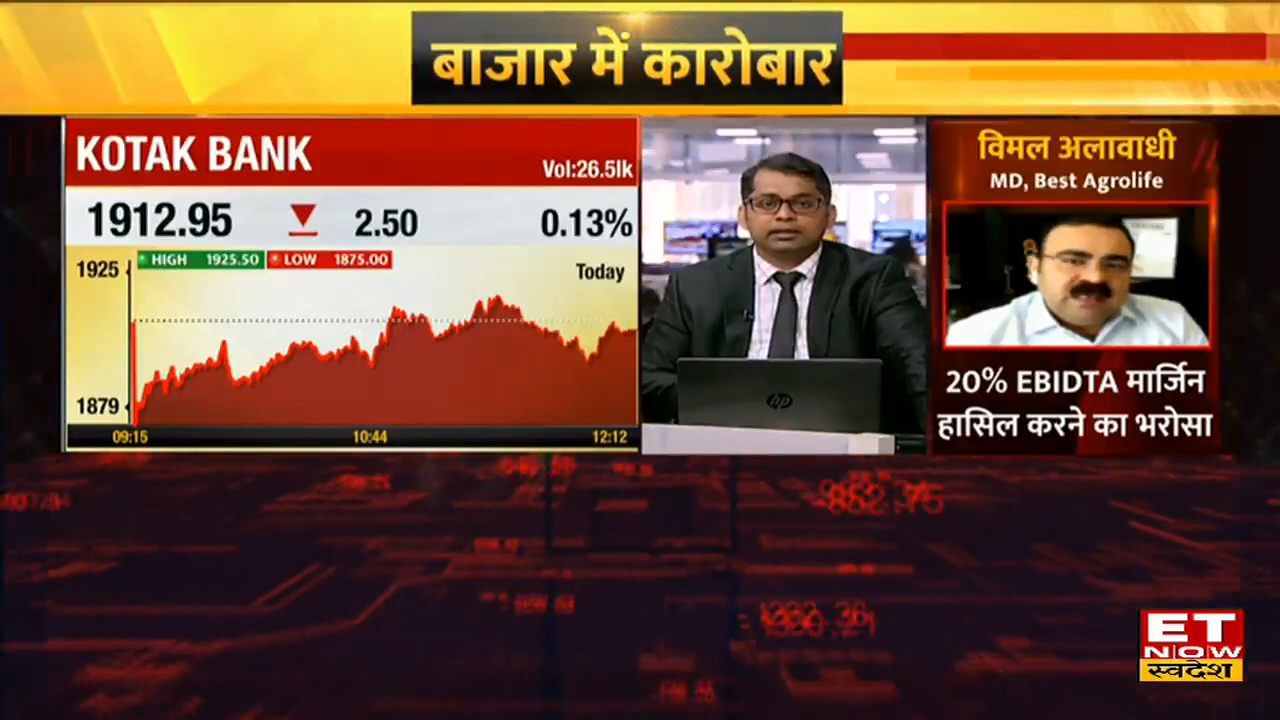 बाजार में कारोबार
KOTAK BANK
Vol:26.5lk
1912.95 2.50 0.13%
HIGH 1925.50 LOW 1875.00
Today
1925
1879
09:15 10:44 12:12
hp
विमल अलावाधी
MD, Best Agrolife
20% EBIDTA मार्जिन
हासिल करने का भरोसा
ET
NOW
स्वदेश